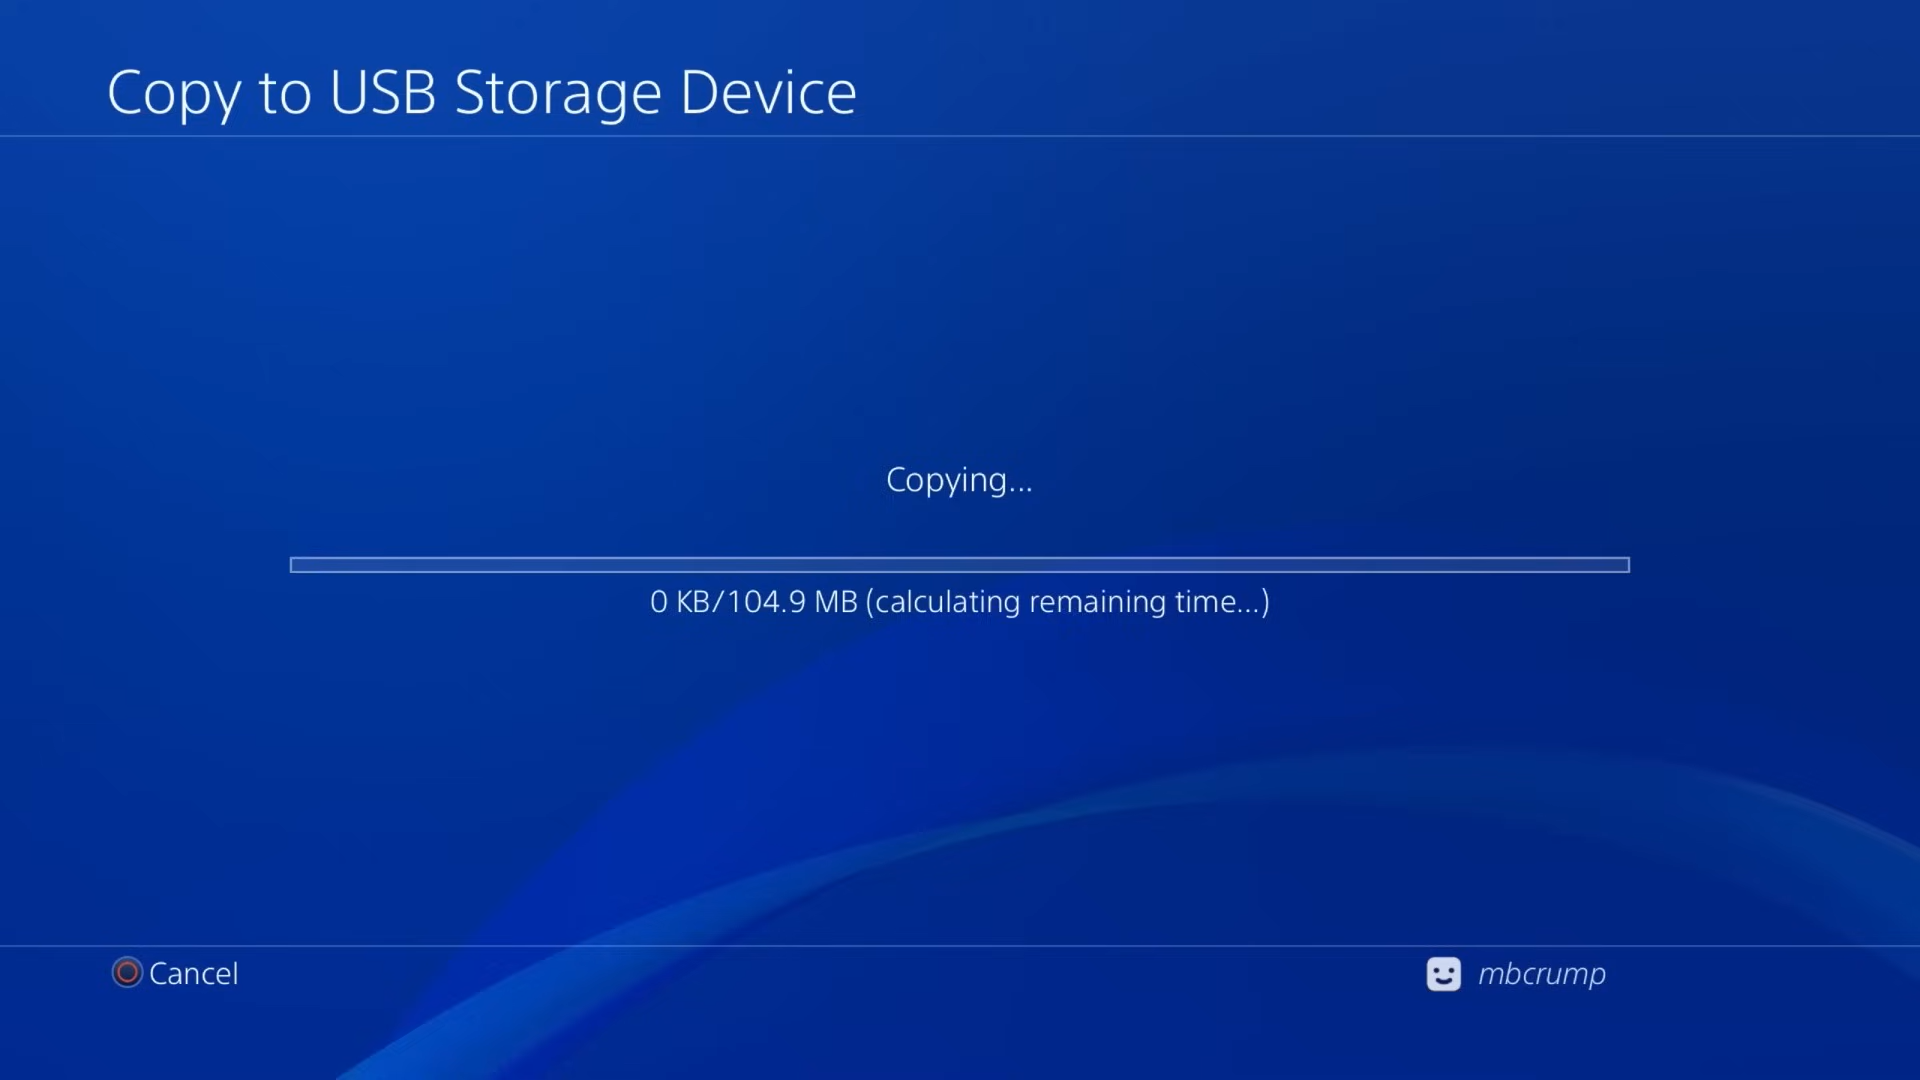 Copy to USB Storage Device
Copying...
0 KB/104.9 MB (calculating remaining time...)
Cancel
mbcrump